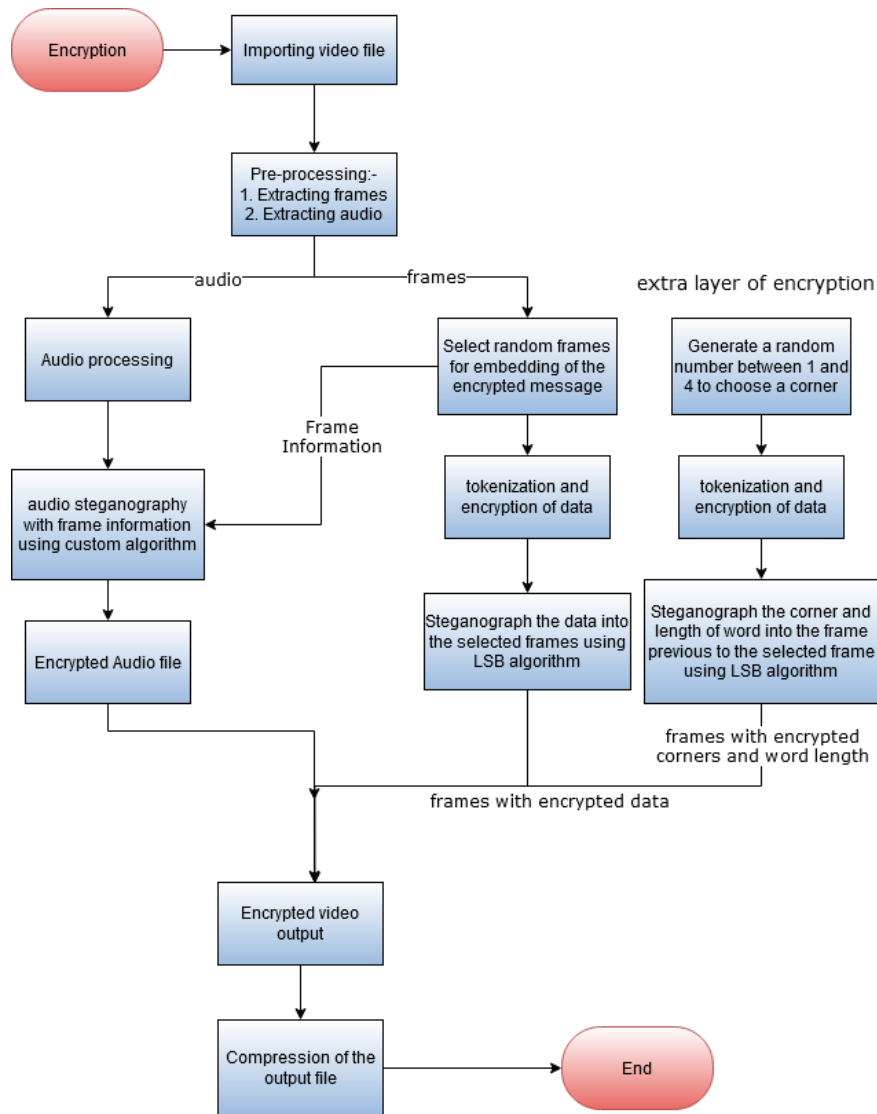 Encryption
Importing video file
Pre-processing:-
1. Extracting frames
2. Extracting audio
audio
frames
extra layer of encryption
Audio processing
Select random frames
for embedding of the
encrypted message
Generate a random
number between 1 and
4 to choose a corner
Frame
Information
audio steganography
with frame information
using custom algorithm
tokenization and
encryption of data
tokenization and
encryption of data
Encrypted Audio file
Steganograph the data into
the selected frames using
LSB algorithm
Steganograph the corner and
length of word into the frame
previous to the selected frame
using LSB algorithm
frames with encrypted
corners and word length
frames with encrypted data
Encrypted video
output
Compression of the
output file
End